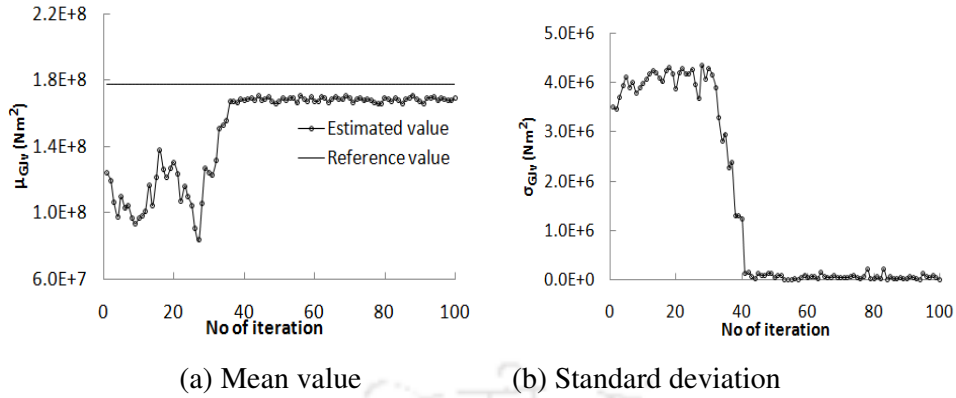 2.2E+8
1.8E+8
1.4E+8
1.0E+8
6.0E+7
μGJv (Nm²)
Estimated value
Reference value
0 20 40 60 80 100
No of iteration
5.0E+6
4.0E+6
3.0E+6
2.0E+6
1.0E+6
0.0E+0
σGJv (Nm²)
0 20 40 60 80 100
No of iteration
(a) Mean value (b) Standard deviation